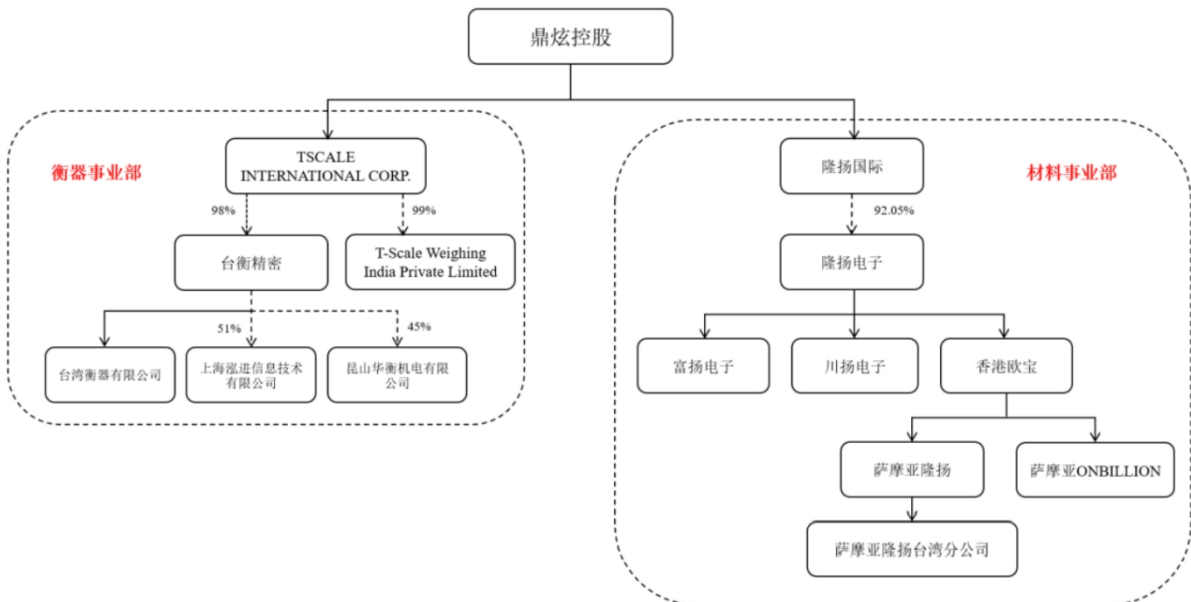 鼎炫控股
衡器事业部
TSCALE
INTERNATIONAL CORP.
隆扬国际
材料事业部
98%
99%
92.05%
台衡精密
T-Scale Weighing
India Private Limited
隆扬电子
51%
45%
台湾衡器有限公司
上海泓进信息技术
有限公司
昆山华衡机电有限
公司
富扬电子
川扬电子
香港欧宝
萨摩亚隆扬
萨摩亚ONBILLION
萨摩亚隆扬台湾分公司